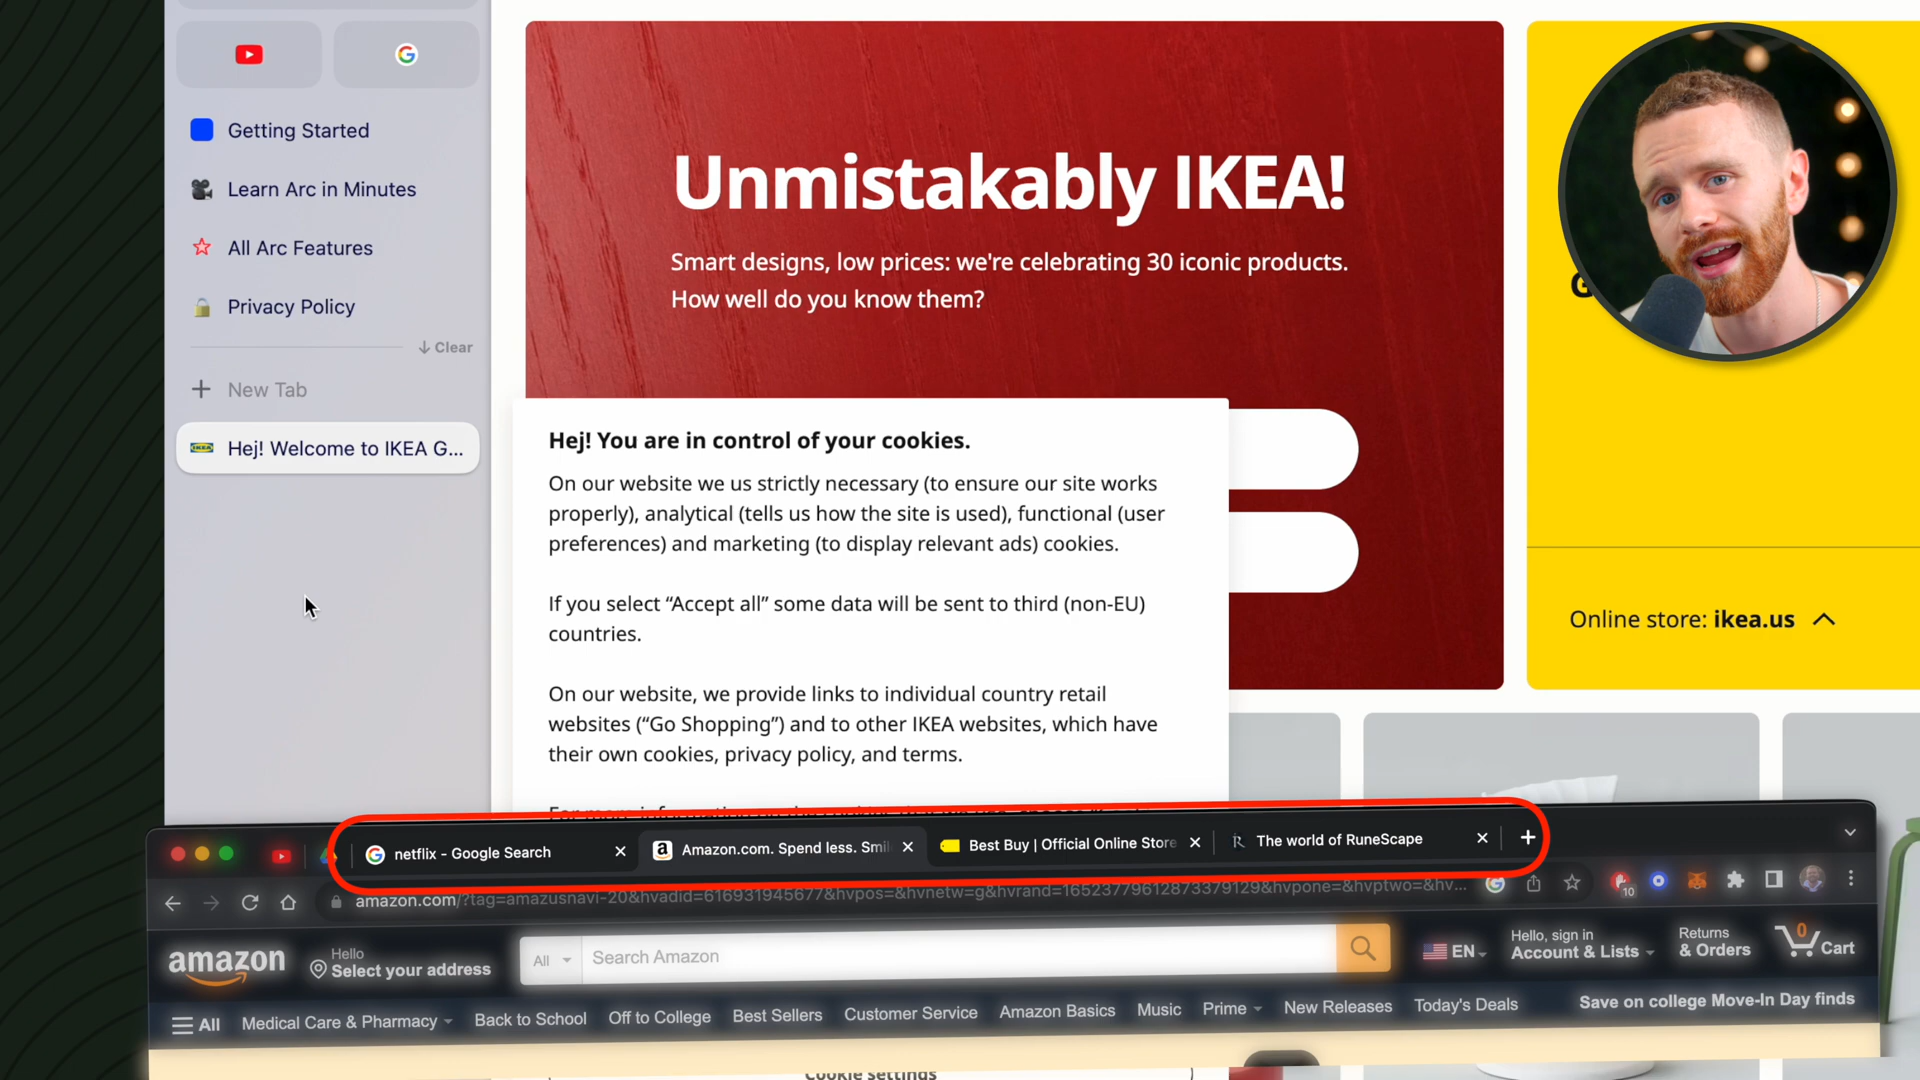 Getting Started
Learn Arc in Minutes
All Arc Features
Privacy Policy
Clear
New Tab
Hej! Welcome to IKEA G...
Unmistakably IKEA!
Smart designs, low prices: we're celebrating 30 iconic products.
How well do you know them?
G
Hej! You are in control of your cookies.
On our website we us strictly necessary (to ensure our site works
properly), analytical (tells us how the site is used), functional (user
preferences) and marketing (to display relevant ads) cookies.
If you select “Accept all” some data will be sent to third (non-EU)
countries.
On our website, we provide links to individual country retail
websites (“Go Shopping”) and to other IKEA websites, which have
their own cookies, privacy policy, and terms.
Online store: ikea.us
netflix - Google Search
Amazon.com. Spend less. Smil
Best Buy | Official Online Store
The world of RuneScape
amazon.com/?tag=amazusnavi-20&hvadid=616931945677&hvpos=&hvnetw=g&hvrand=16523779612873379129&hvpone=&hvptwo=&hv...
10
amazon
Hello
Select your address
All
Search Amazon
EN
Hello, sign in
Account & Lists
Returns
& Orders
0
Cart
All
Medical Care & Pharmacy
Back to School
Off to College
Best Sellers
Customer Service
Amazon Basics
Music
Prime
New Releases
Today's Deals
Save on college Move-In Day finds
Cookie settings